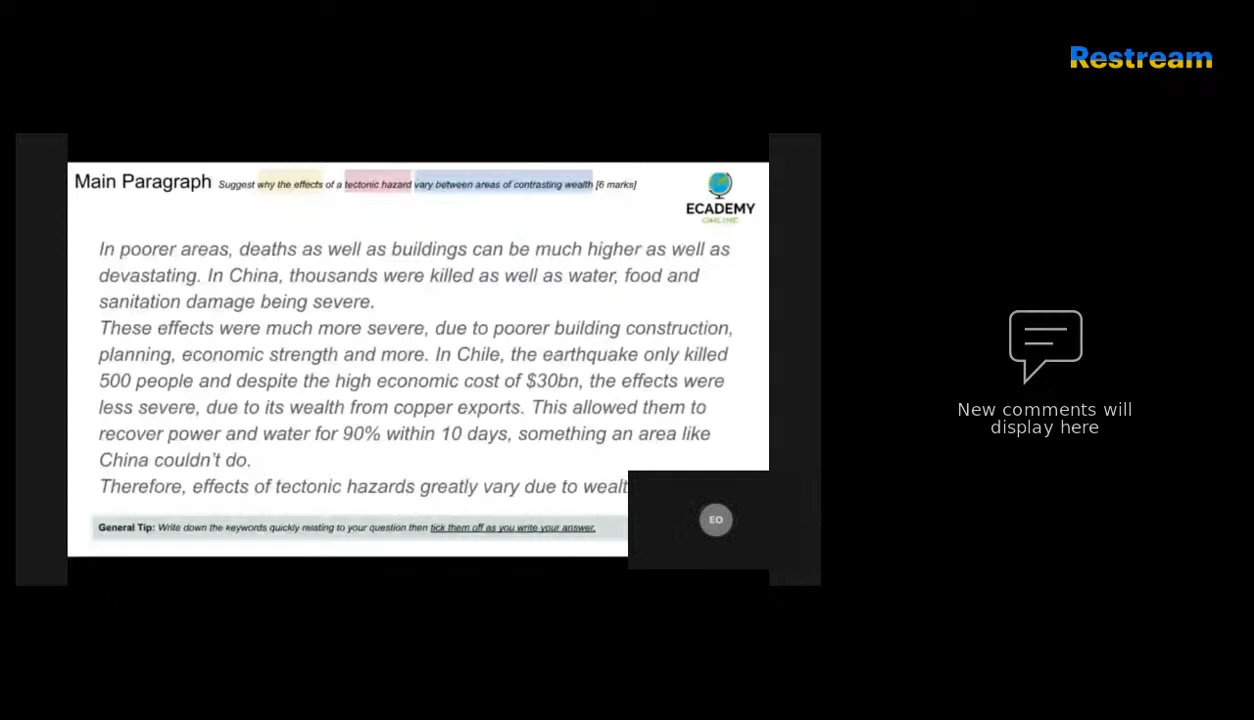 Restream
Main Paragraph Suggest why the effects of a tectonic hazard vary between areas of contrasting wealth [6 marks]
ECADEMY
ONLINE
In poorer areas, deaths as well as buildings can be much higher as well as
devastating. In China, thousands were killed as well as water, food and
sanitation damage being severe.
These effects were much more severe, due to poorer building construction,
planning, economic strength and more. In Chile, the earthquake only killed
500 people and despite the high economic cost of $30bn, the effects were
less severe, due to its wealth from copper exports. This allowed them to
recover power and water for 90% within 10 days, something an area like
China couldn't do.
Therefore, effects of tectonic hazards greatly vary due to wealt
General Tip: Write down the keywords quickly relating to your question then tick them off as you write your answer.
EO
New comments will
display here